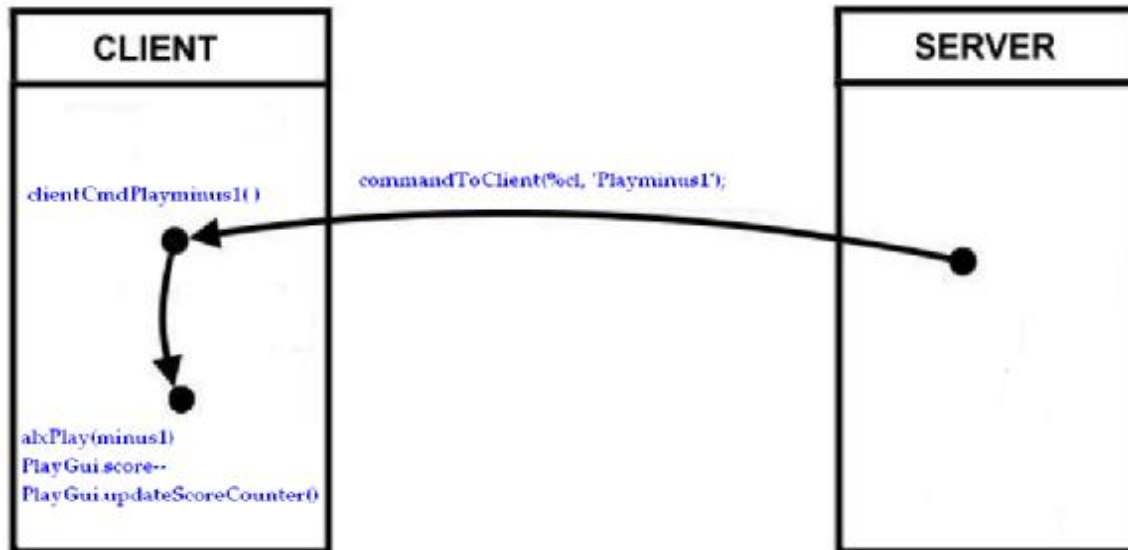 CLIENT
SERVER
clientCmdPlayminus1( )
commandToClient(%cl, 'Playminus1');
alxPlay(minus1)
PlayGui.score--
PlayGui.updateScoreCounter()